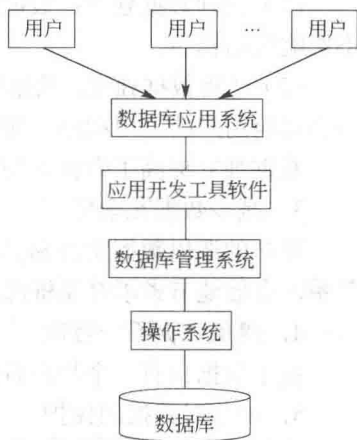 用户 用户 … 用户
数据库应用系统
应用开发工具软件
数据库管理系统
操作系统
数据库